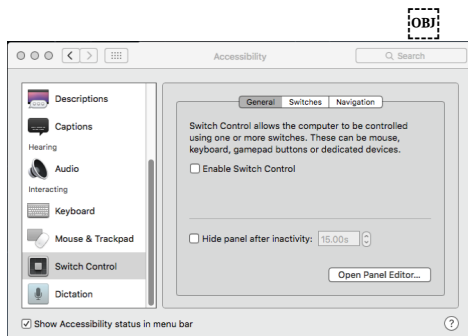 OBJ
Accessibility
Search
Descriptions
Captions
Hearing
Audio
Interacting
Keyboard
Mouse & Trackpad
Switch Control
Dictation
General Switches Navigation
Switch Control allows the computer to be controlled
using one or more switches. These can be mouse,
keyboard, gamepad buttons or dedicated devices.
Enable Switch Control
Hide panel after inactivity: 15.00s
Open Panel Editor...
Show Accessibility status in menu bar
?